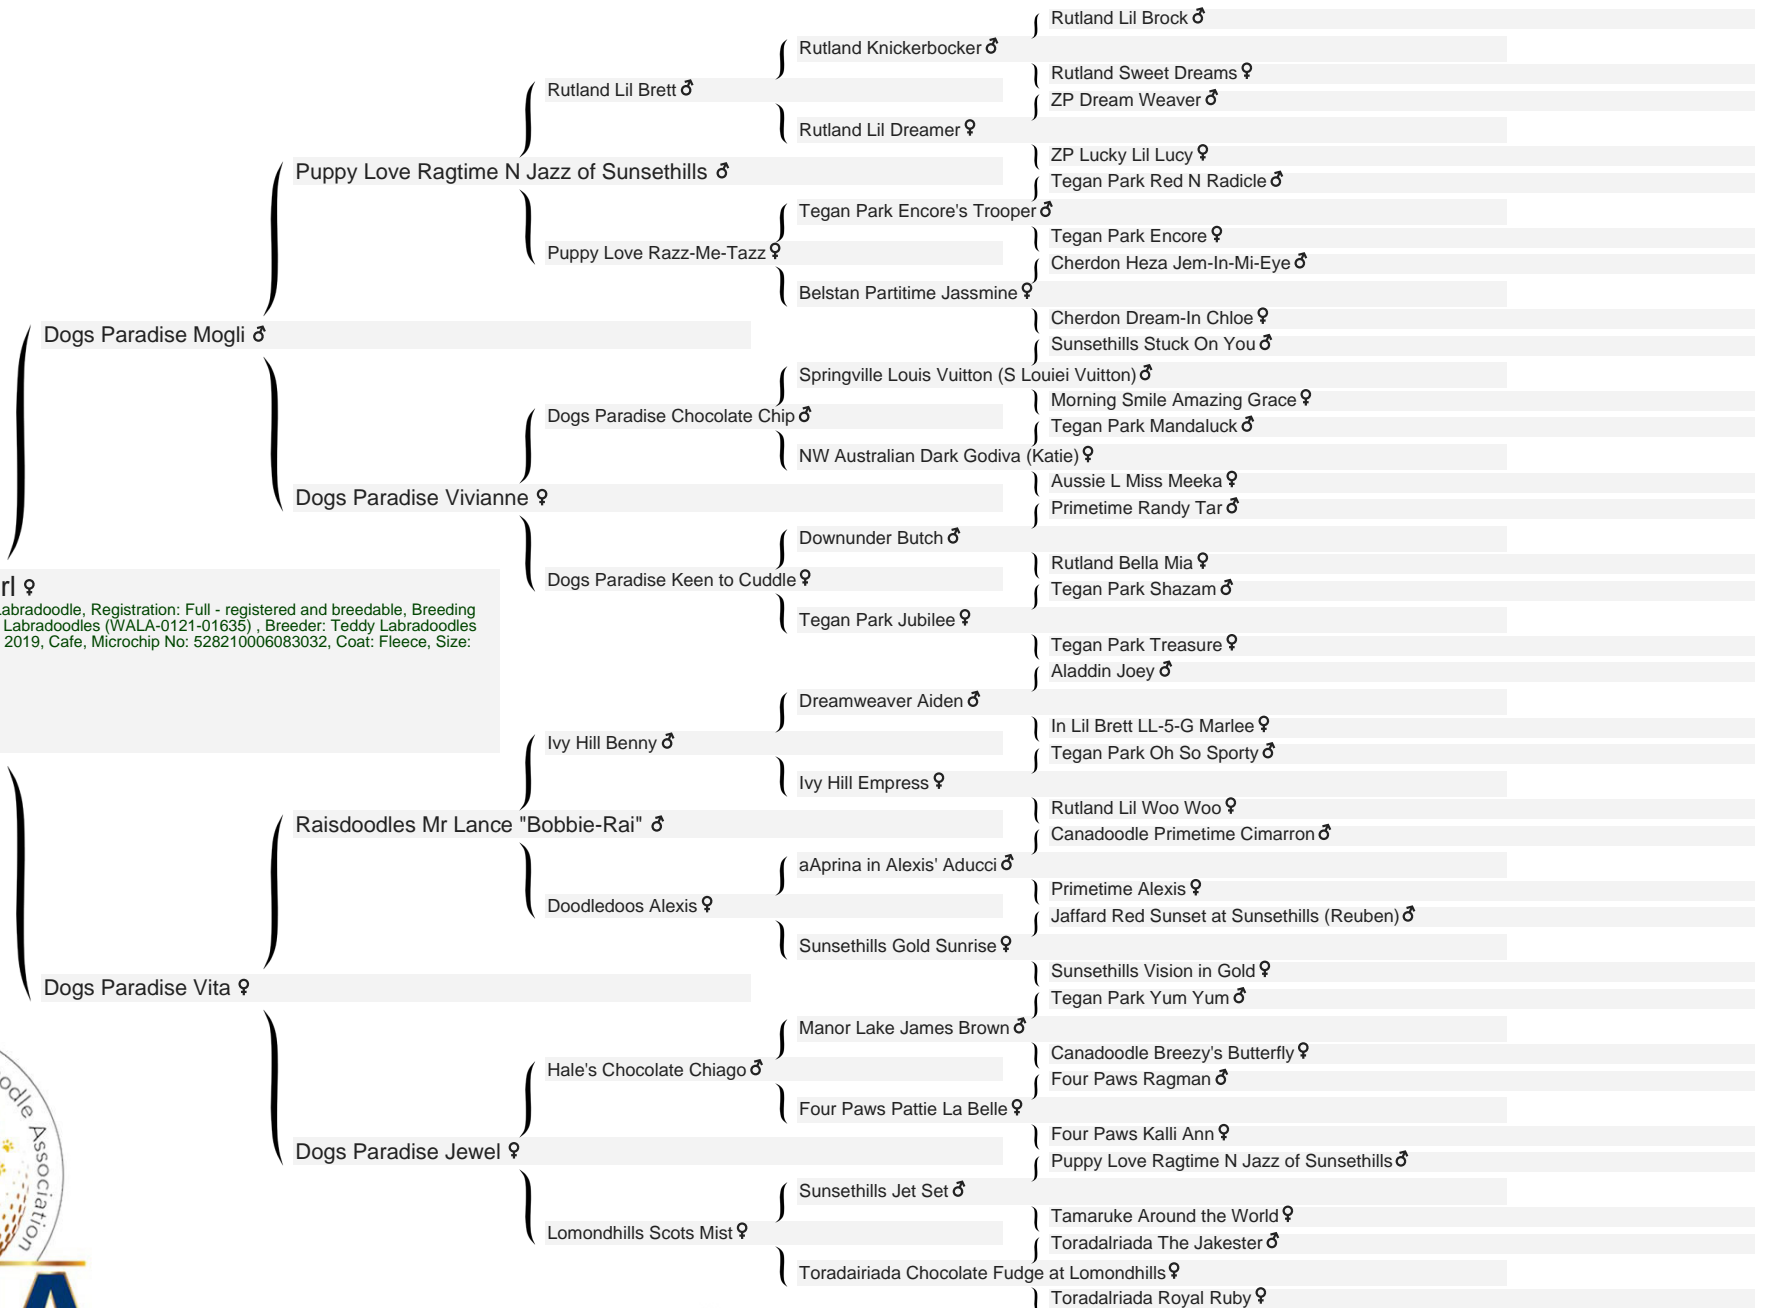 Rutland Lil Brock ♂
Rutland Knickerbocker ♂
Rutland Sweet Dreams ♀
Rutland Lil Brett ♂
ZP Dream Weaver ♂
Rutland Lil Dreamer ♀
ZP Lucky Lil Lucy ♀
Puppy Love Ragtime N Jazz of Sunsethills ♂
Tegan Park Red N Radicle ♂
Tegan Park Encore's Trooper ♂
Tegan Park Encore ♀
Puppy Love Razz-Me-Tazz ♀
Cherdon Heza Jem-In-Mi-Eye ♂
Belstan Partitime Jassmine ♀
Cherdon Dream-In Chloe ♀
Dogs Paradise Mogli ♂
Sunsethills Stuck On You ♂
Springville Louis Vuitton (S Louiei Vuitton) ♂
Morning Smile Amazing Grace ♀
Dogs Paradise Chocolate Chip ♂
Tegan Park Mandaluck ♂
NW Australian Dark Godiva (Katie) ♀
Aussie L Miss Meeka ♀
Dogs Paradise Vivianne ♀
Primetime Randy Tar ♂
Downunder Butch ♂
Rutland Bella Mia ♀
Dogs Paradise Keen to Cuddle ♀
Tegan Park Shazam ♂
Tegan Park Jubilee ♀
Tegan Park Treasure ♀
rl ♀
abradoodle, Registration: Full - registered and breedable, Breeding
Labradoodles (WALA-0121-01635) , Breeder: Teddy Labradoodles
2019, Cafe, Microchip No: 528210006083032, Coat: Fleece, Size:
Aladdin Joey ♂
Dreamweaver Aiden ♂
In Lil Brett LL-5-G Marlee ♀
Ivy Hill Benny ♂
Tegan Park Oh So Sporty ♂
Ivy Hill Empress ♀
Rutland Lil Woo Woo ♀
Raisdoodles Mr Lance "Bobbie-Rai" ♂
Canadoodle Primetime Cimarron ♂
aAprina in Alexis' Aducci ♂
Primetime Alexis ♀
Doodledoos Alexis ♀
Jaffard Red Sunset at Sunsethills (Reuben) ♂
Sunsethills Gold Sunrise ♀
Sunsethills Vision in Gold ♀
Dogs Paradise Vita ♀
Tegan Park Yum Yum ♂
Manor Lake James Brown ♂
Canadoodle Breezy's Butterfly ♀
Hale's Chocolate Chiago ♂
Four Paws Ragman ♂
Four Paws Pattie La Belle ♀
Four Paws Kalli Ann ♀
Dogs Paradise Jewel ♀
Puppy Love Ragtime N Jazz of Sunsethills ♂
Sunsethills Jet Set ♂
Tamaruke Around the World ♀
Lomondhills Scots Mist ♀
Toradalriada The Jakester ♂
Toradairiada Chocolate Fudge at Lomondhills ♀
Toradalriada Royal Ruby ♀
odle Association
A